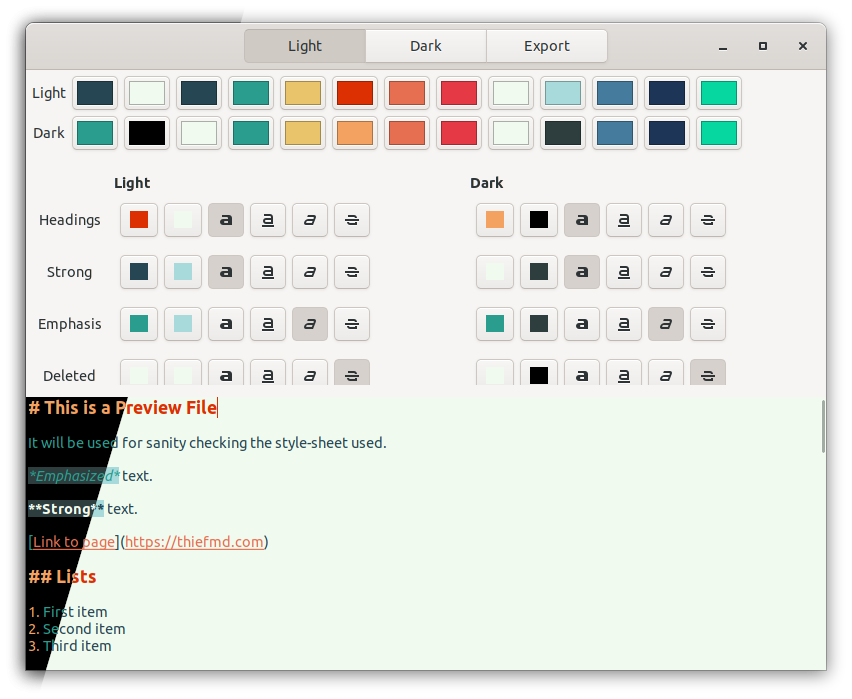 Light Dark Export
Light
Dark
Light Dark
Headings a a a a
Strong a a a a
Emphasis a a a a
Deleted a a a a
# This is a Preview File
It will be used for sanity checking the style-sheet used.
*Emphasized* text.
**Strong** text.
[Link to page](https://thiefmd.com)
## Lists
1. First item
2. Second item
3. Third item